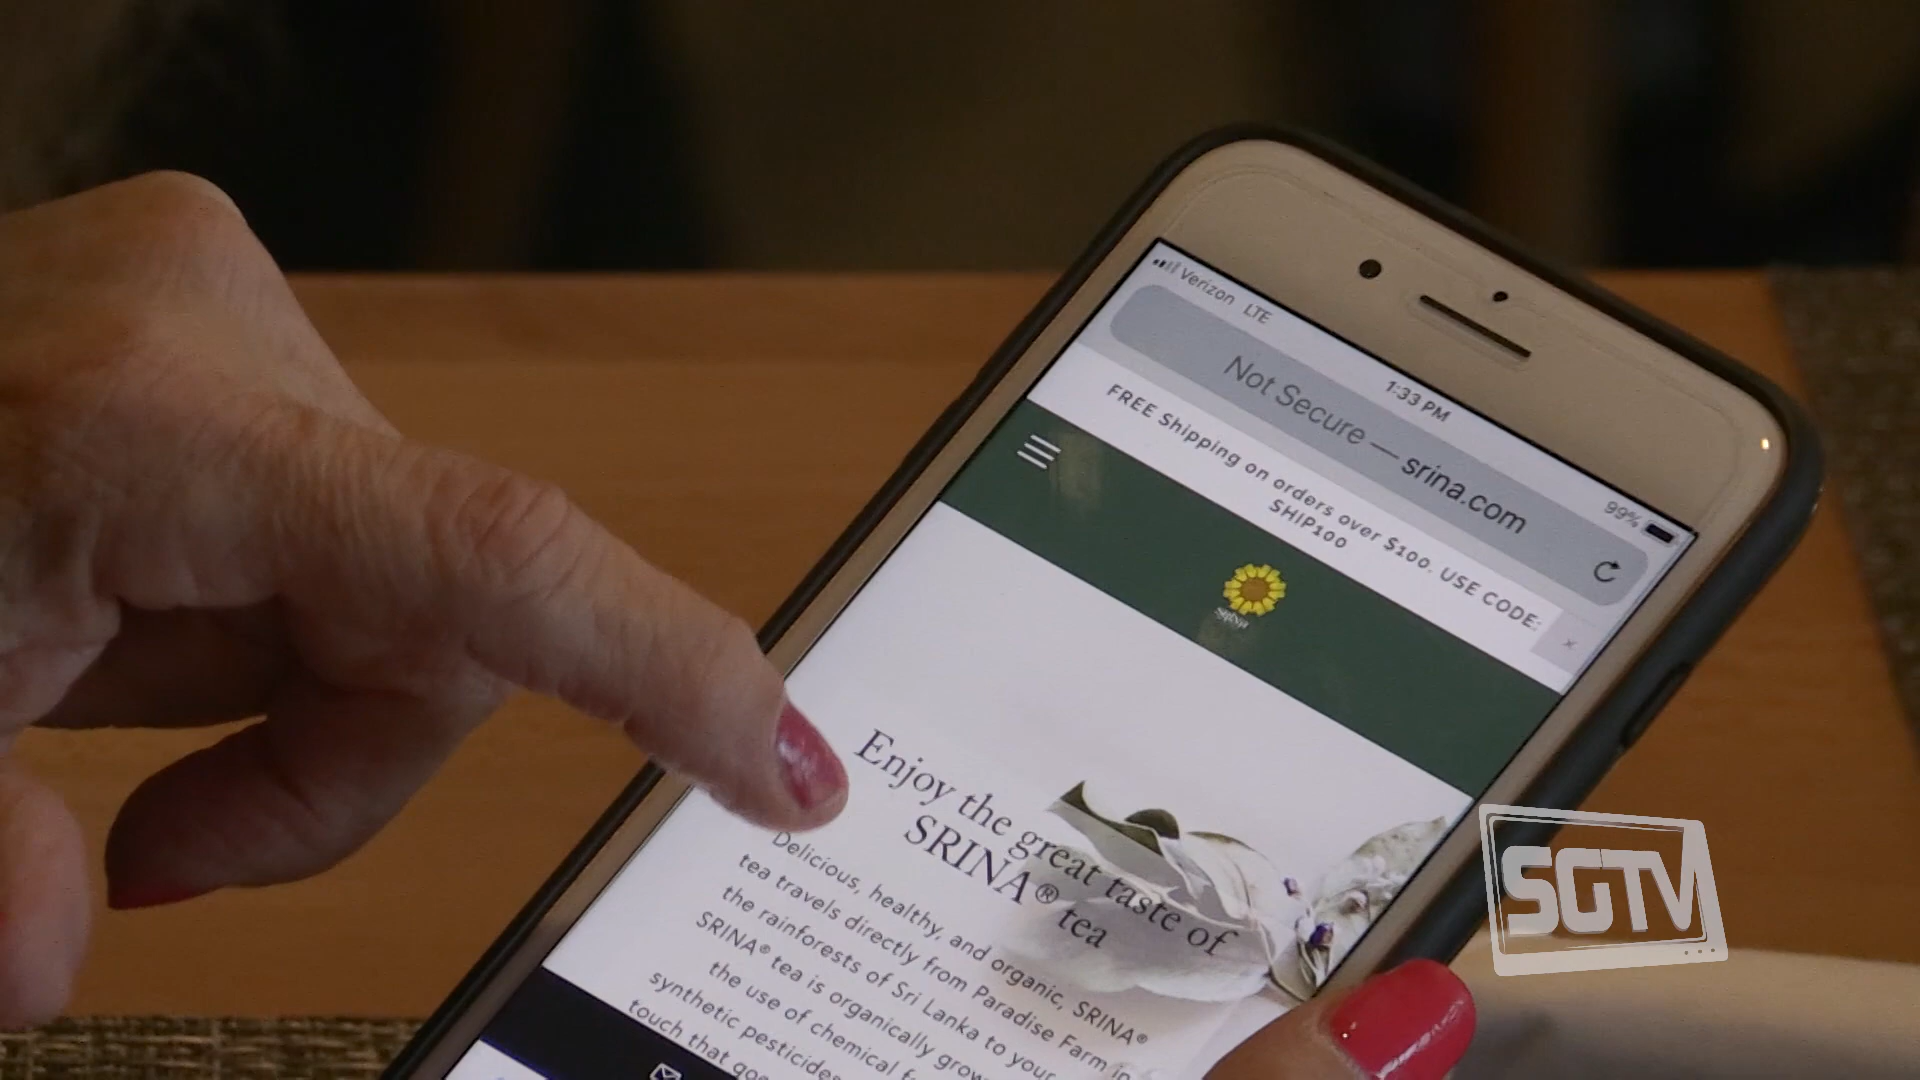 Verizon LTE 1:33 PM 99%
Not Secure — srina.com
FREE Shipping on orders over $100. USE CODE:
SHIP100
×
SRINA
Enjoy the great taste of
SRINA® tea
Delicious, healthy, and organic, SRINA®
tea travels directly from Paradise Farm in
the rainforests of Sri Lanka to your
SRINA® tea is organically grow
the use of chemical
synthetic pesticides
touch that
SGTV